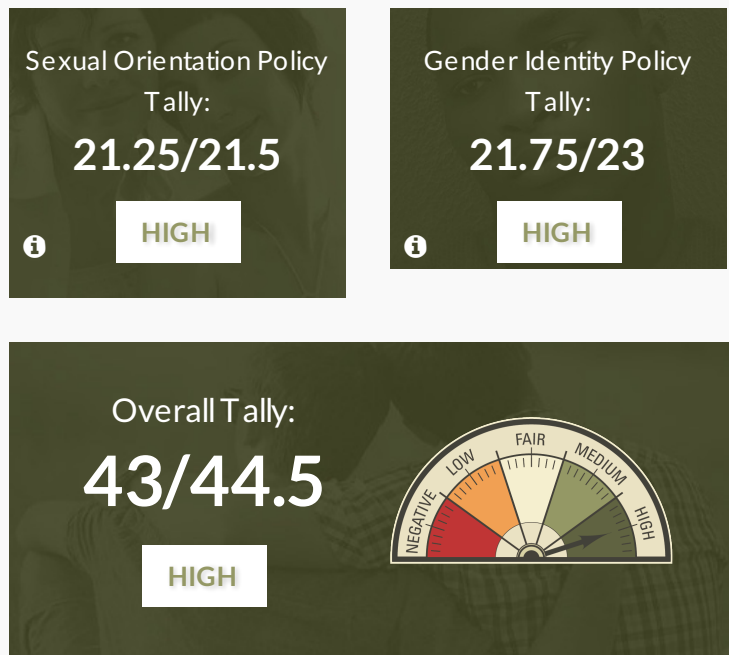 Sexual Orientation Policy
Tally:
21.25/21.5
HIGH
Gender Identity Policy
Tally:
21.75/23
HIGH
Overall Tally:
43/44.5
HIGH
NEGATIVE
LOW
FAIR
MEDIUM
HIGH